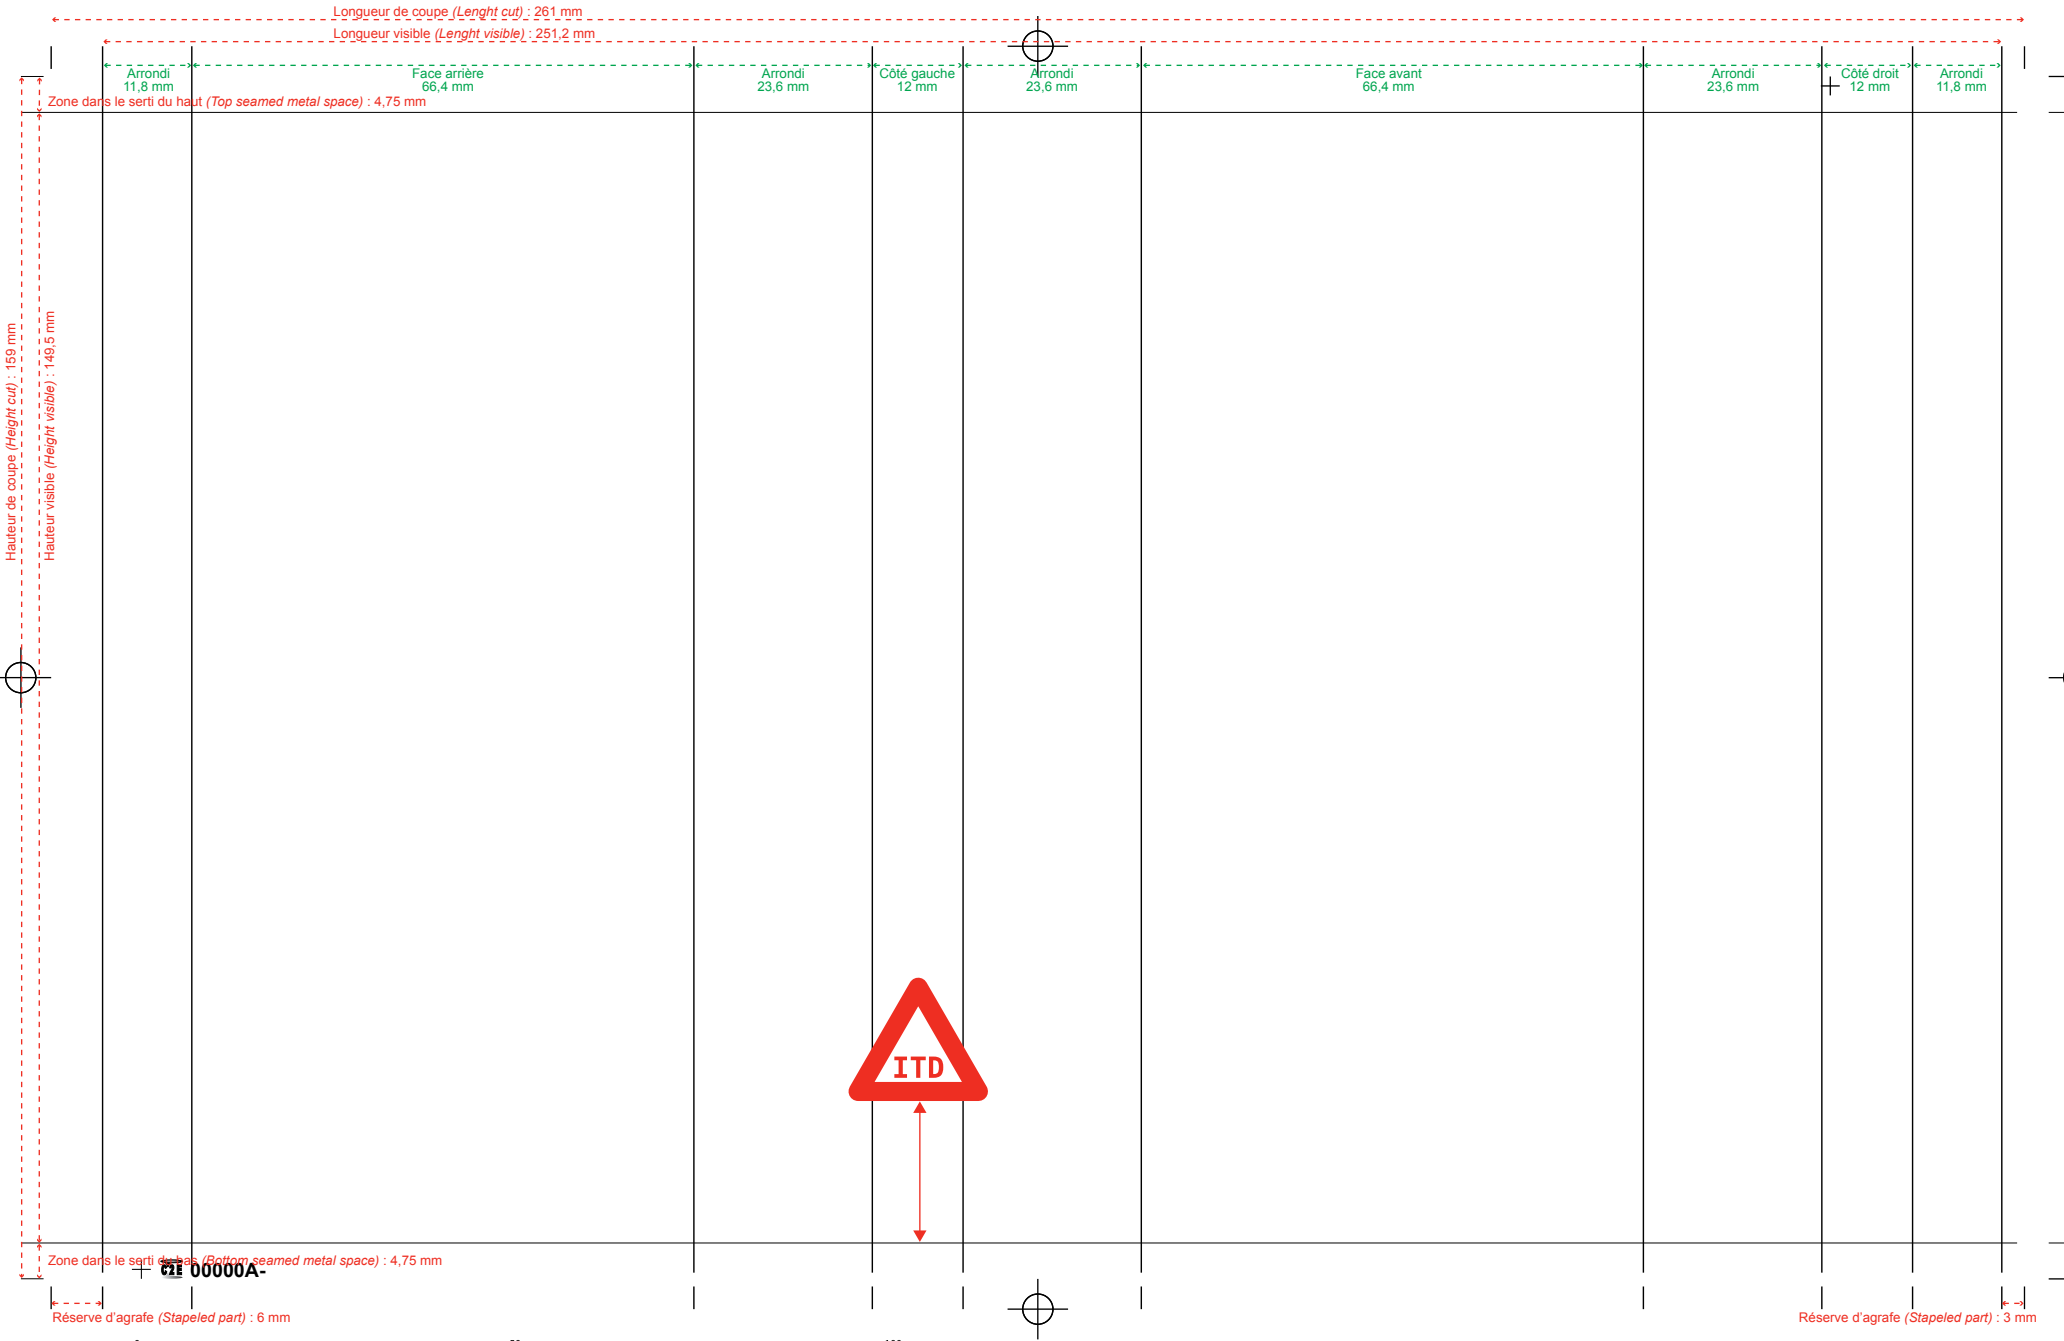 Longueur de coupe (Lenght cut) : 261 mm
Longueur visible (Lenght visible) : 251,2 mm
Arrondi
11,8 mm
Face arrière
66,4 mm
Arrondi
23,6 mm
Côté gauche
12 mm
Arrondi
23,6 mm
Face avant
66,4 mm
Arrondi
23,6 mm
Côté droit
12 mm
Arrondi
11,8 mm
Zone dans le serti du haut (Top seamed metal space) : 4,75 mm
Hauteur de coupe (Height cut) : 159 mm
Hauteur visible (Height visible) : 149,5 mm
ITD
Zone dans le serti du bas (Bottom seamed metal space) : 4,75 mm
C2E 00000A-
Réserve d'agrafe (Stapeled part) : 6 mm
Réserve d'agrafe (Stapeled part) : 3 mm